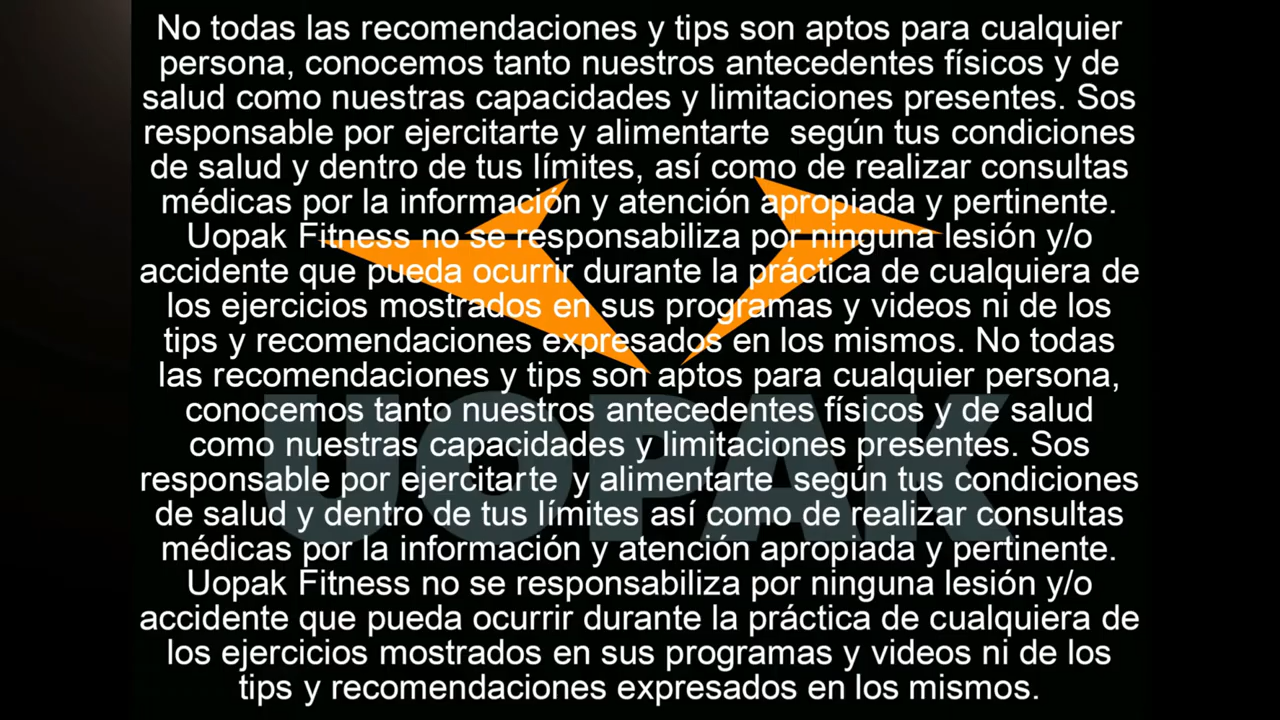 No todas las recomendaciones y tips son aptos para cualquier
persona, conocemos tanto nuestros antecedentes físicos y de
salud como nuestras capacidades y limitaciones presentes. Sos
responsable por ejercitarte y alimentarte  según tus condiciones
de salud y dentro de tus límites, así como de realizar consultas
médicas por la información y atención apropiada y pertinente.
Uopak Fitness no se responsabiliza por ninguna lesión y/o
accidente que pueda ocurrir durante la práctica de cualquiera de
los ejercicios mostrados en sus programas y videos ni de los
tips y recomendaciones expresados en los mismos. No todas
las recomendaciones y tips son aptos para cualquier persona,
conocemos tanto nuestros antecedentes físicos y de salud
como nuestras capacidades y limitaciones presentes. Sos
responsable por ejercitarte y alimentarte  según tus condiciones
de salud y dentro de tus límites así como de realizar consultas
médicas por la información y atención apropiada y pertinente.
Uopak Fitness no se responsabiliza por ninguna lesión y/o
accidente que pueda ocurrir durante la práctica de cualquiera de
los ejercicios mostrados en sus programas y videos ni de los
tips y recomendaciones expresados en los mismos.
UOPAK